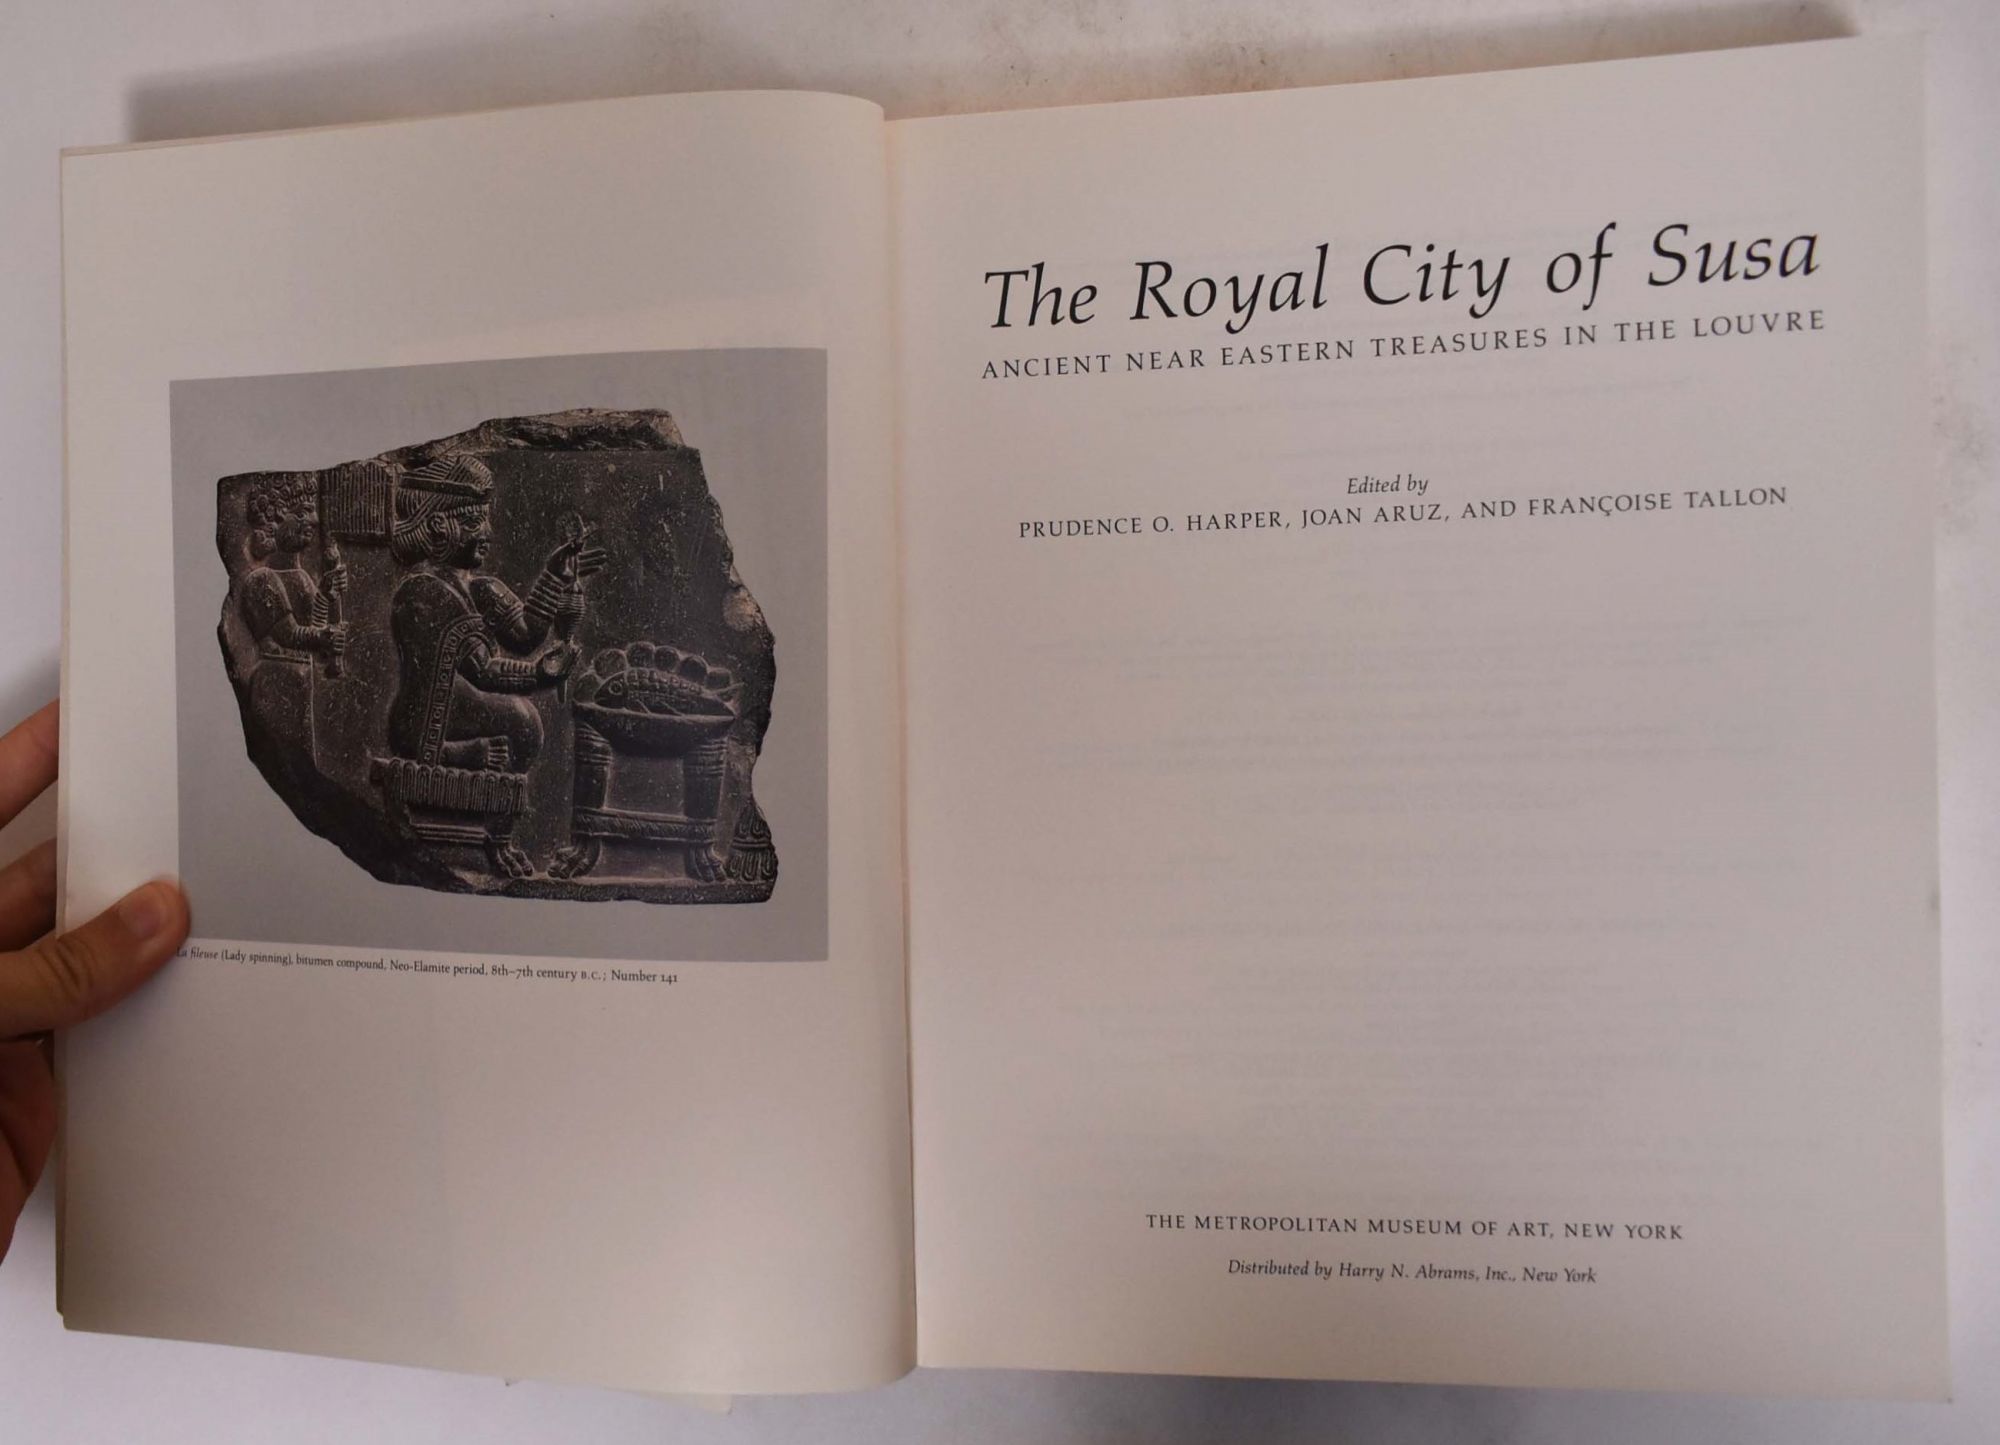 La fileuse (Lady spinning), bitumen compound, Neo-Elamite period, 8th–7th century B.C.; Number 141
The Royal City of Susa
ANCIENT NEAR EASTERN TREASURES IN THE LOUVRE
Edited by
PRUDENCE O. HARPER, JOAN ARUZ, AND FRANÇOISE TALLON
THE METROPOLITAN MUSEUM OF ART, NEW YORK
Distributed by Harry N. Abrams, Inc., New York